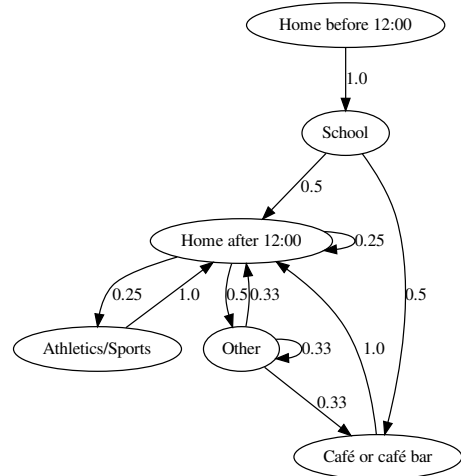 Home before 12:00
1.0
School
0.5
Home after 12:00
0.25
0.5
0.25
1.0
0.5
0.33
Athletics/Sports
Other
0.33
1.0
0.33
Café or café bar